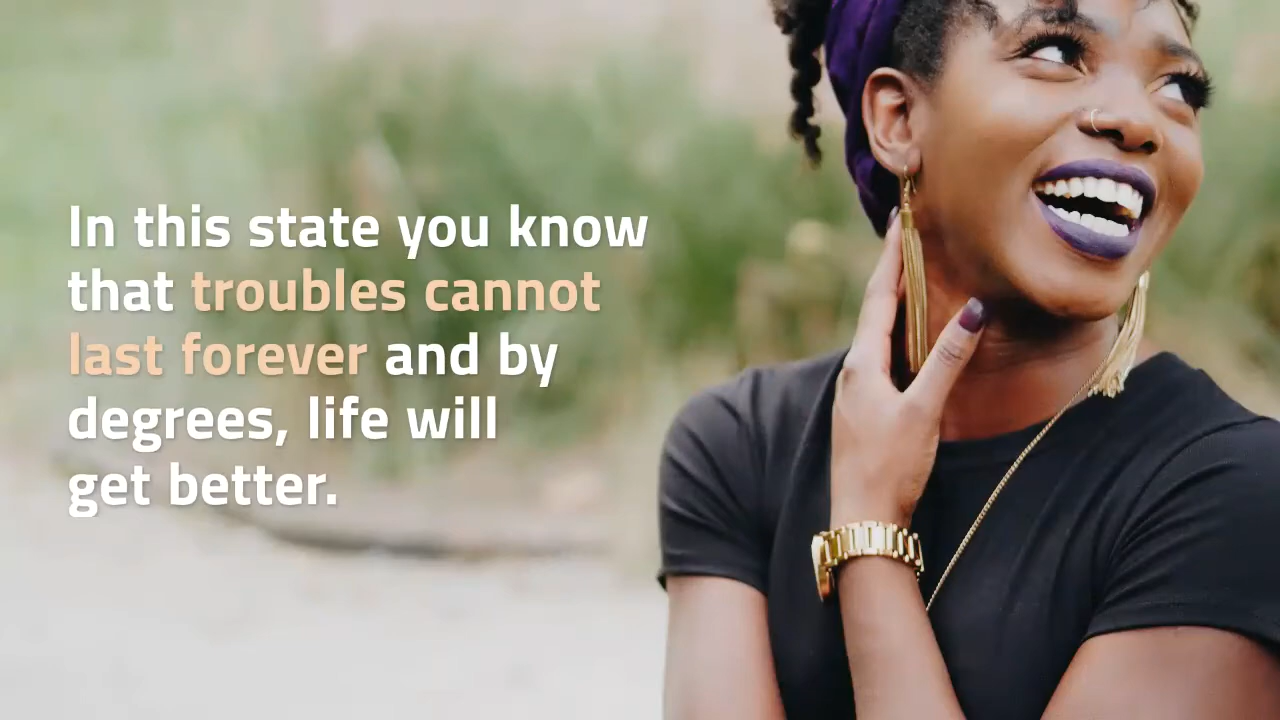 In this state you know
that troubles cannot
last forever and by
degrees, life will
get better.